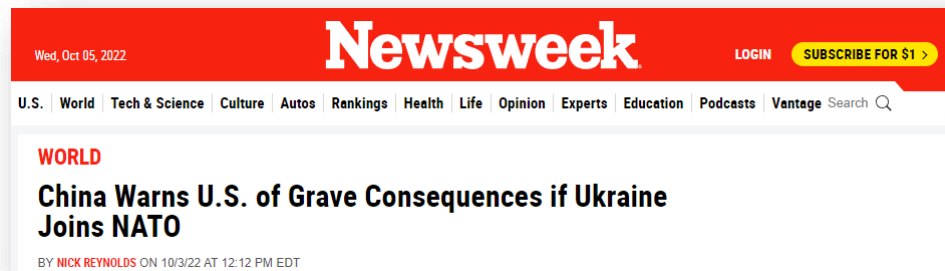 Wed, Oct 05, 2022 Newsweek LOGIN SUBSCRIBE FOR $1 >
U.S. World Tech & Science Culture Autos Rankings Health Life Opinion Experts Education Podcasts Vantage Search
WORLD
China Warns U.S. of Grave Consequences if Ukraine
Joins NATO
BY NICK REYNOLDS ON 10/3/22 AT 12:12 PM EDT